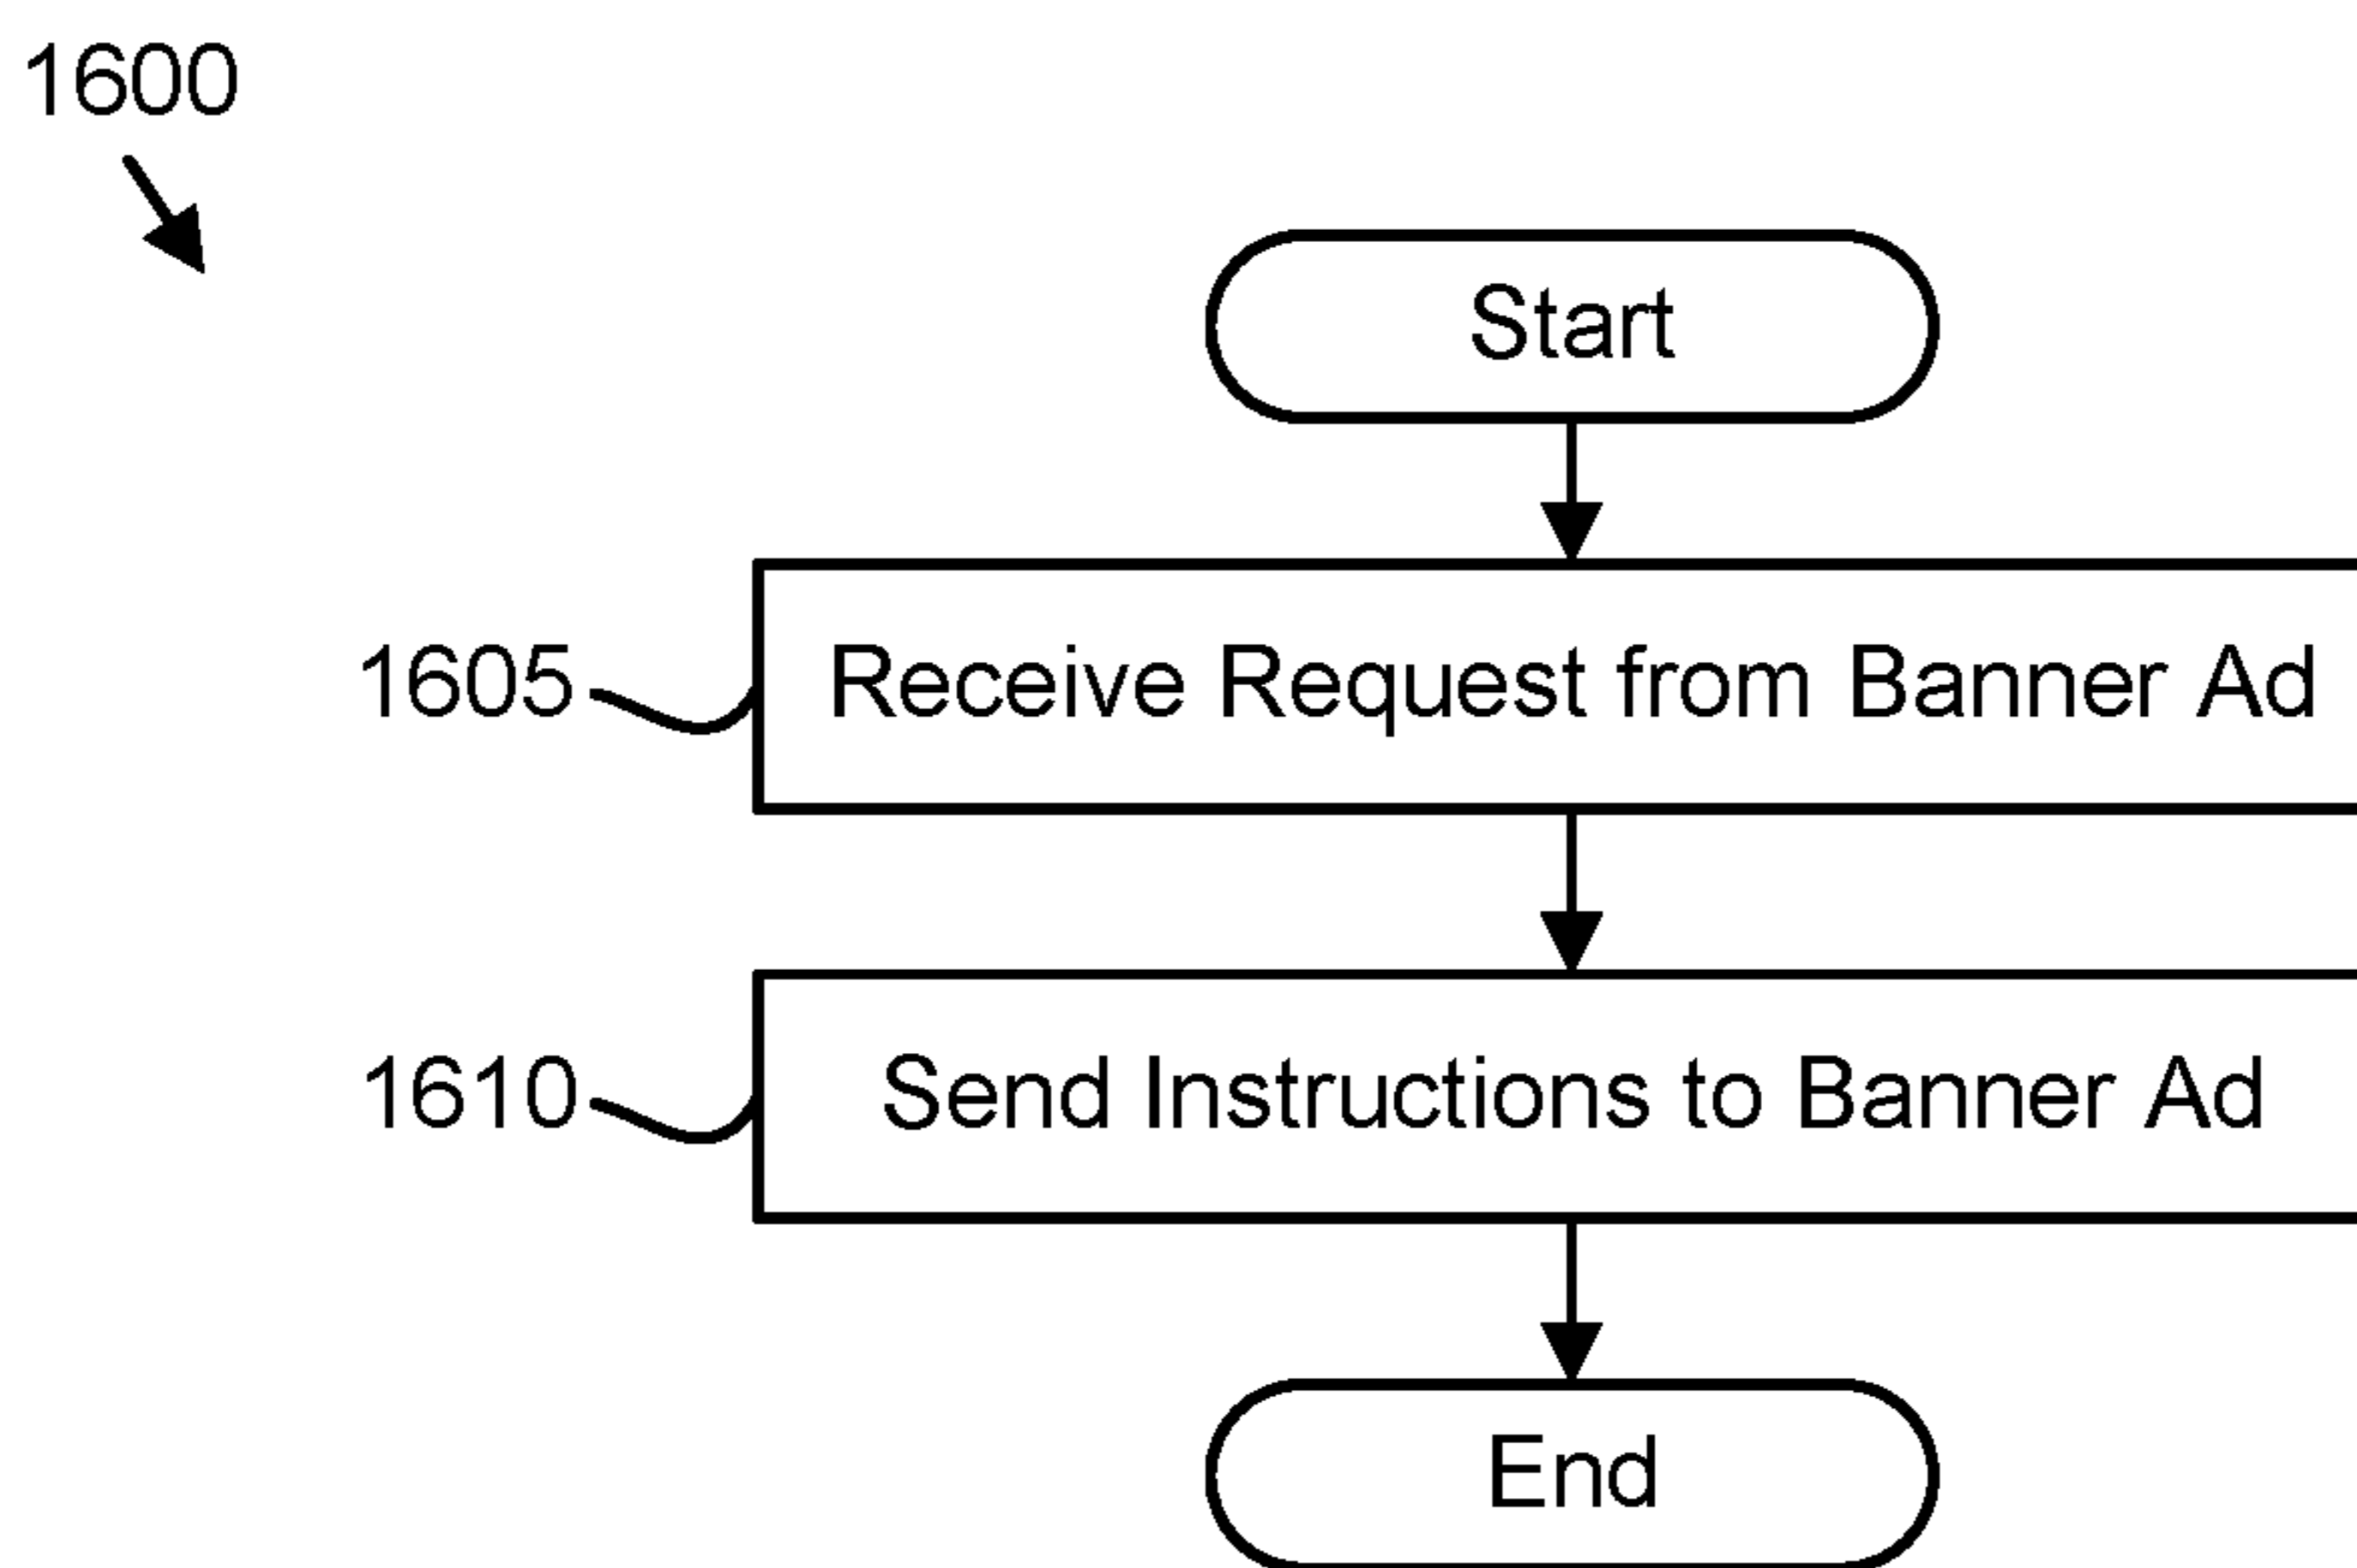 1600
Start
1605 Receive Request from Banner Ad
1610 Send Instructions to Banner Ad
End